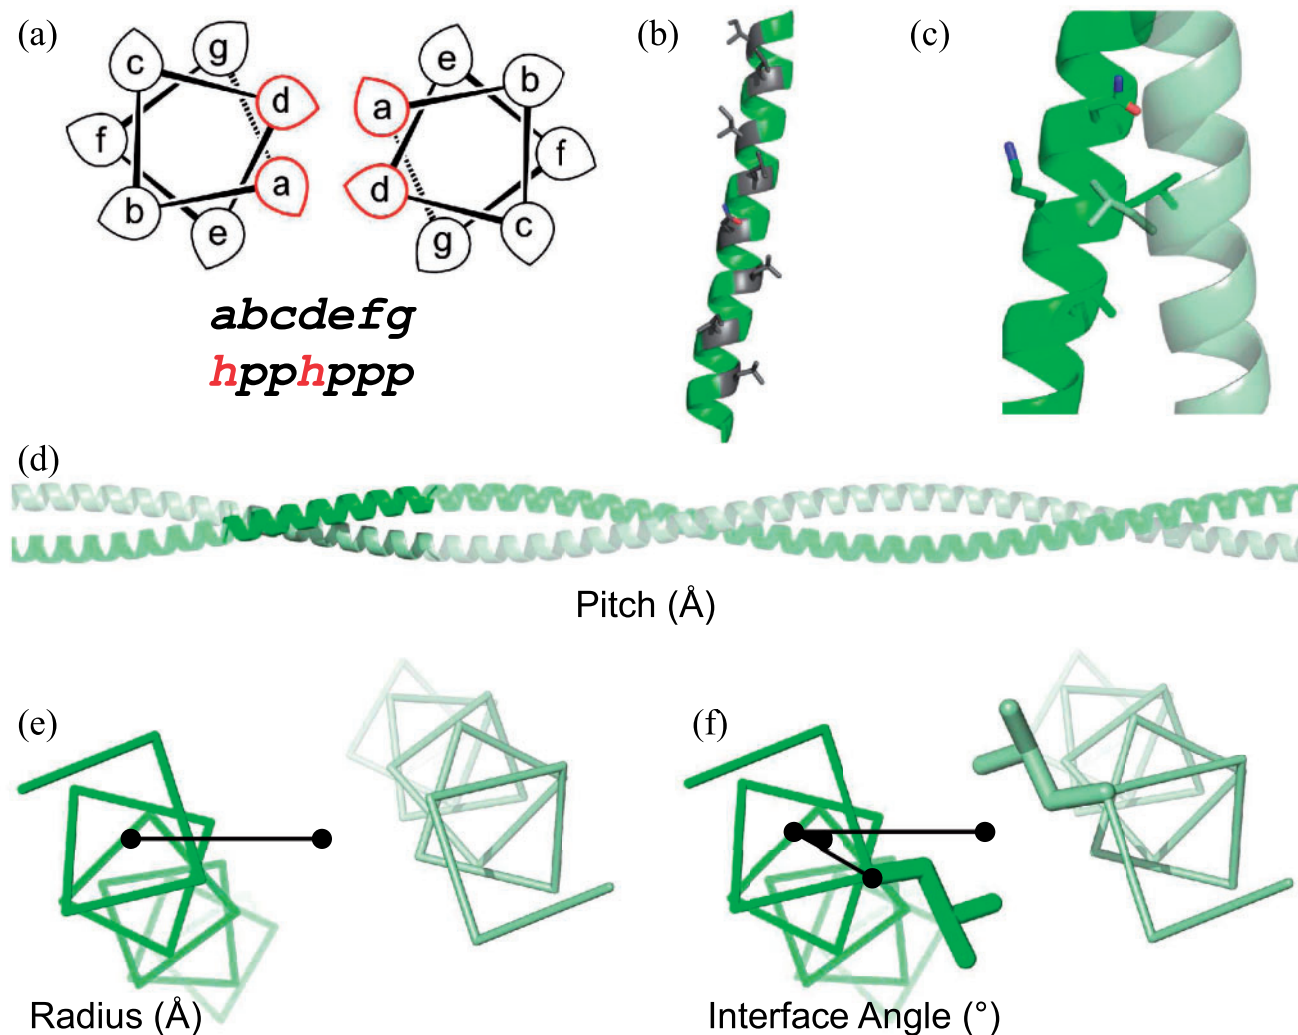 (a)
(b)
(c)
c
g
e
b
d
a
f
f
a
d
b
e
g
c
abcdefg
hpphppp
(d)
Pitch (Å)
(e)
(f)
Radius (Å)
Interface Angle (°)